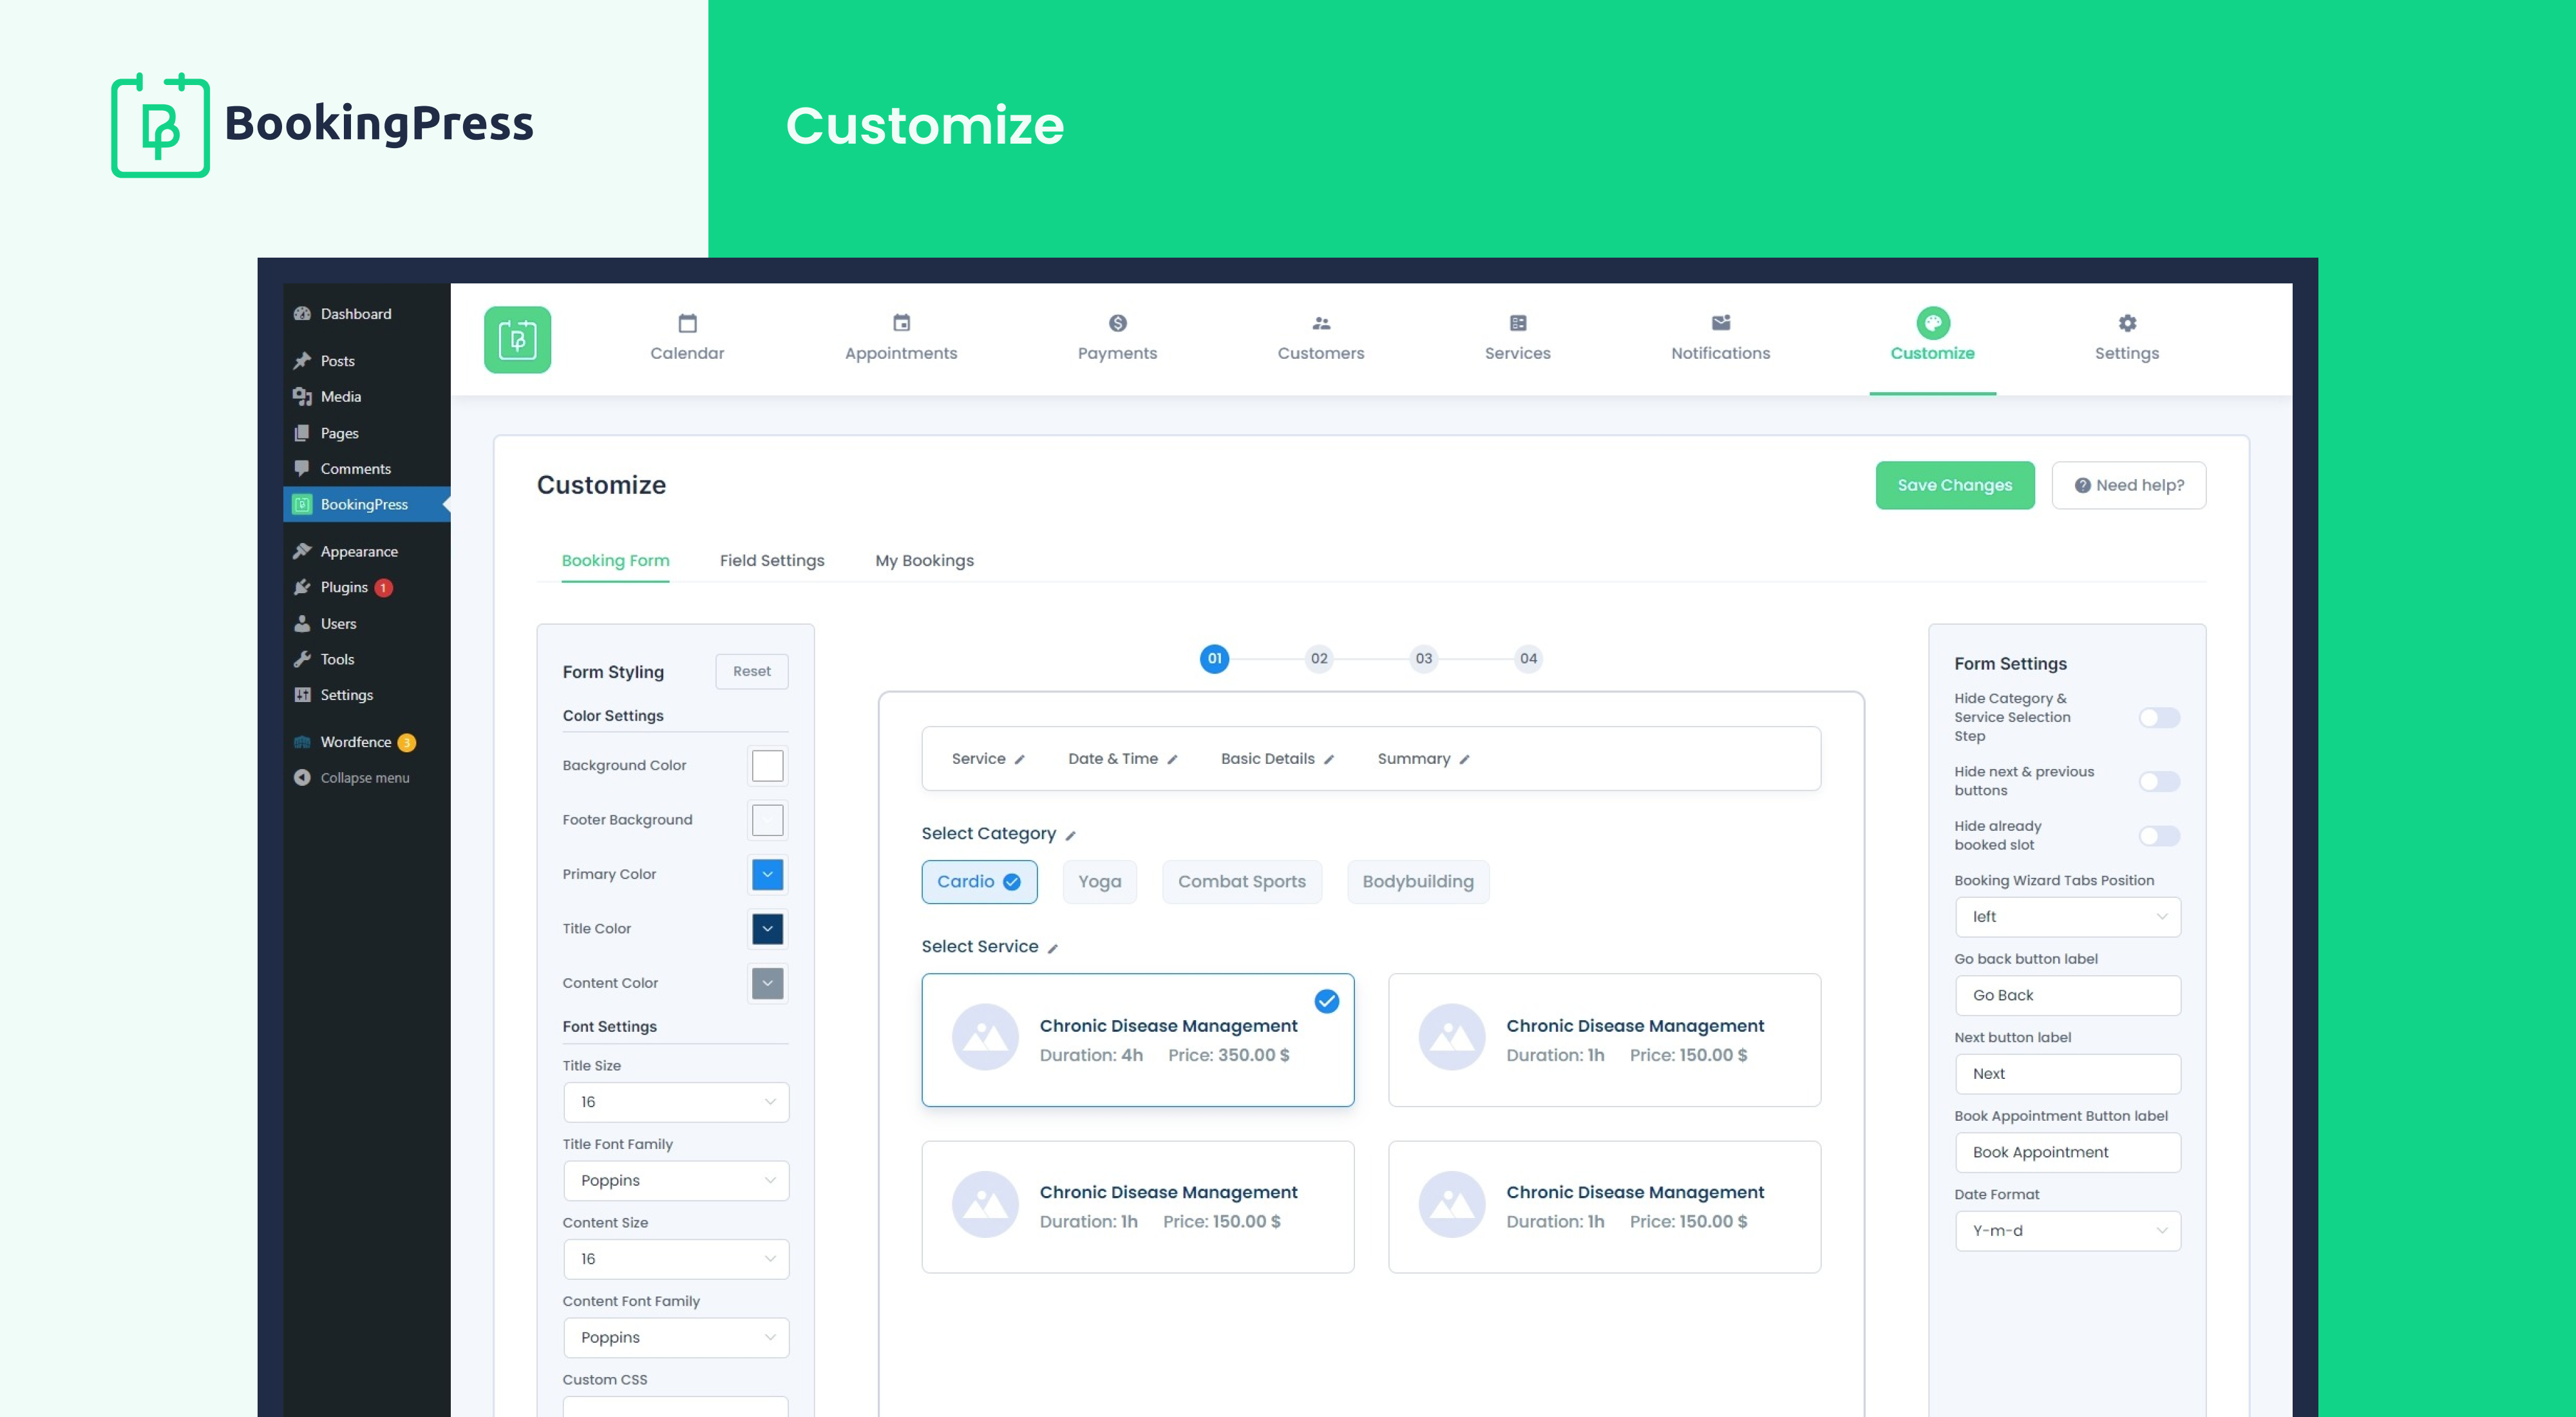 BookingPress
Customize
Dashboard
Posts
Media
Pages
Comments
BookingPress
Appearance
Plugins 1
Users
Tools
Settings
Wordfence 3
Collapse menu
Calendar
Appointments
Payments
Customers
Services
Notifications
Customize
Settings
Customize
Save Changes
Need help?
Booking Form
Field Settings
My Bookings
Form Styling
Reset
Color Settings
Background Color
Footer Background
Primary Color
Title Color
Content Color
Font Settings
Title Size
16
Title Font Family
Poppins
Content Size
16
Content Font Family
Poppins
Custom CSS
01
02
03
04
Service
Date & Time
Basic Details
Summary
Select Category
Cardio
Yoga
Combat Sports
Bodybuilding
Select Service
Chronic Disease Management
Duration: 4h Price: 350.00 $
Chronic Disease Management
Duration: 1h Price: 150.00 $
Chronic Disease Management
Duration: 1h Price: 150.00 $
Chronic Disease Management
Duration: 1h Price: 150.00 $
Form Settings
Hide Category &
Service Selection
Step
Hide next & previous
buttons
Hide already
booked slot
Booking Wizard Tabs Position
left
Go back button label
Go Back
Next button label
Next
Book Appointment Button label
Book Appointment
Date Format
Y-m-d